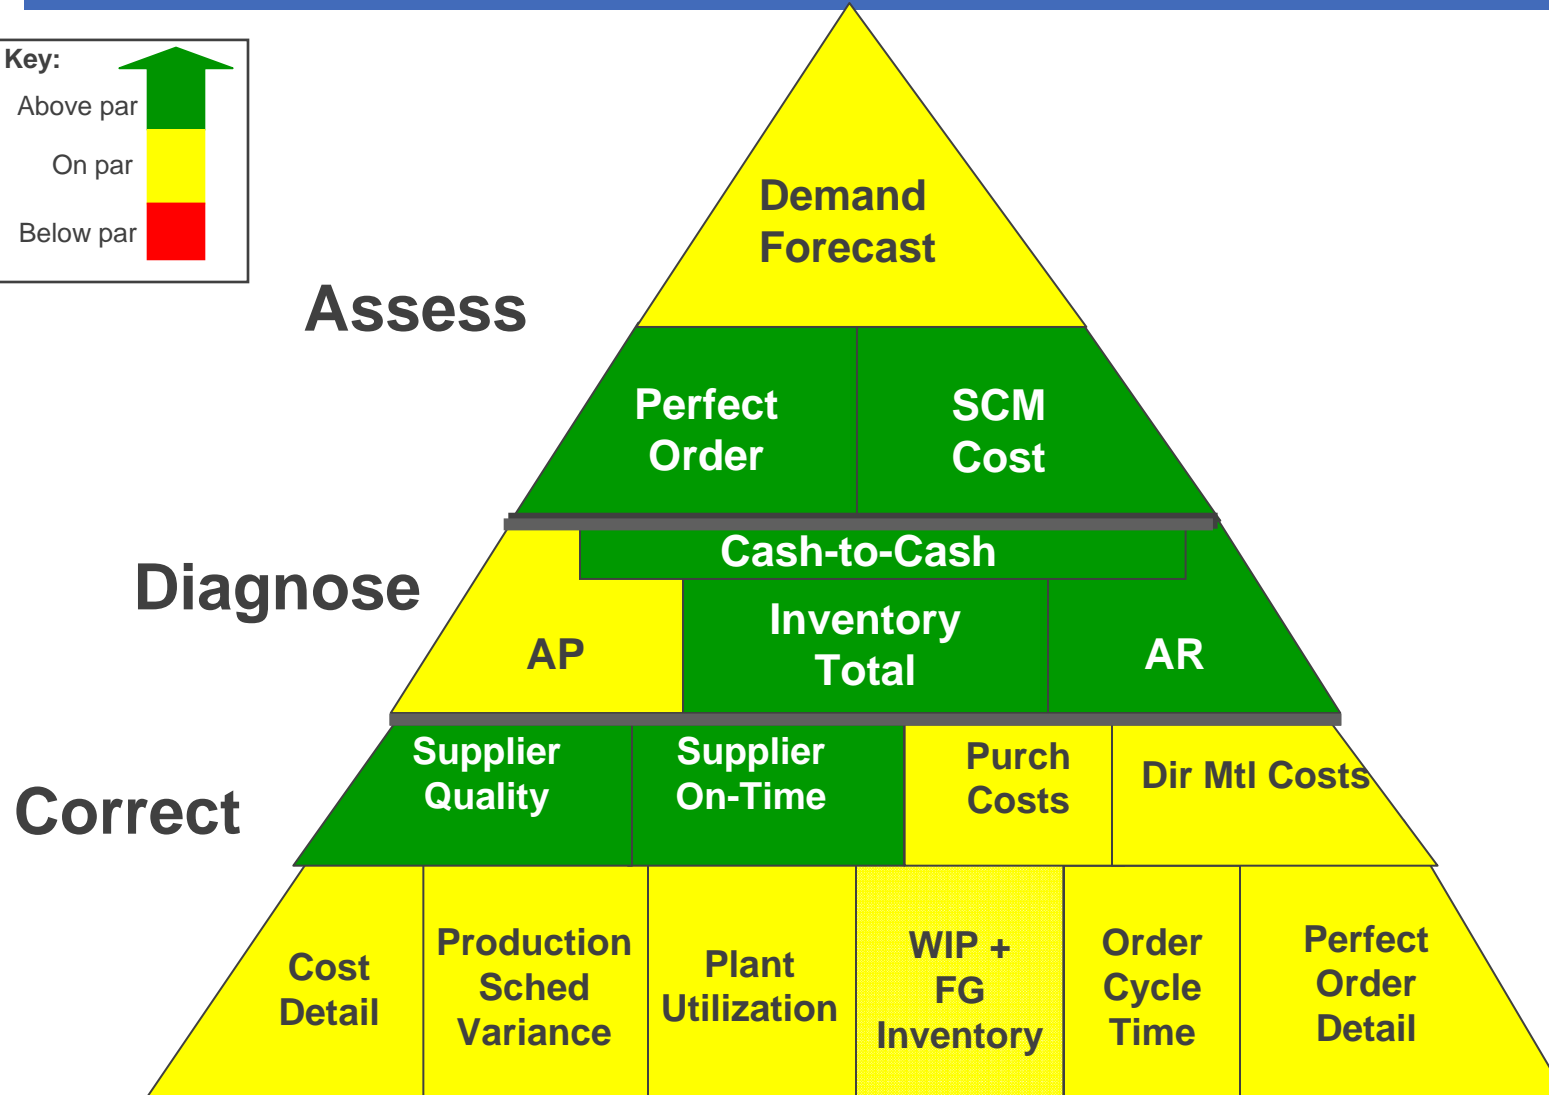 Key:
Above par
On par
Below par
Demand
Forecast
Assess
Perfect
Order
SCM
Cost
Diagnose
Cash-to-Cash
AP
Inventory
Total
AR
Correct
Supplier
Quality
Supplier
On-Time
Purch
Costs
Dir Mtl Costs
Cost
Detail
Production
Sched
Variance
Plant
Utilization
WIP +
FG
Inventory
Order
Cycle
Time
Perfect
Order
Detail